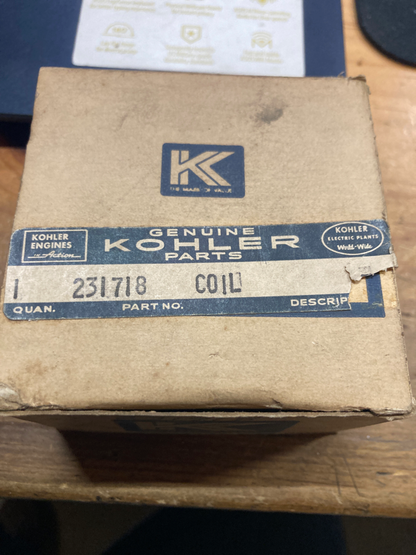 K
THE MARK OF
KOHLER
ENGINES
in Action
GENUINE
KOHLER
PARTS
KOHLER
ELECTRIC PLANTS
World-Wide
1 231718 COIL
QUAN. PART NO. DESCRIP